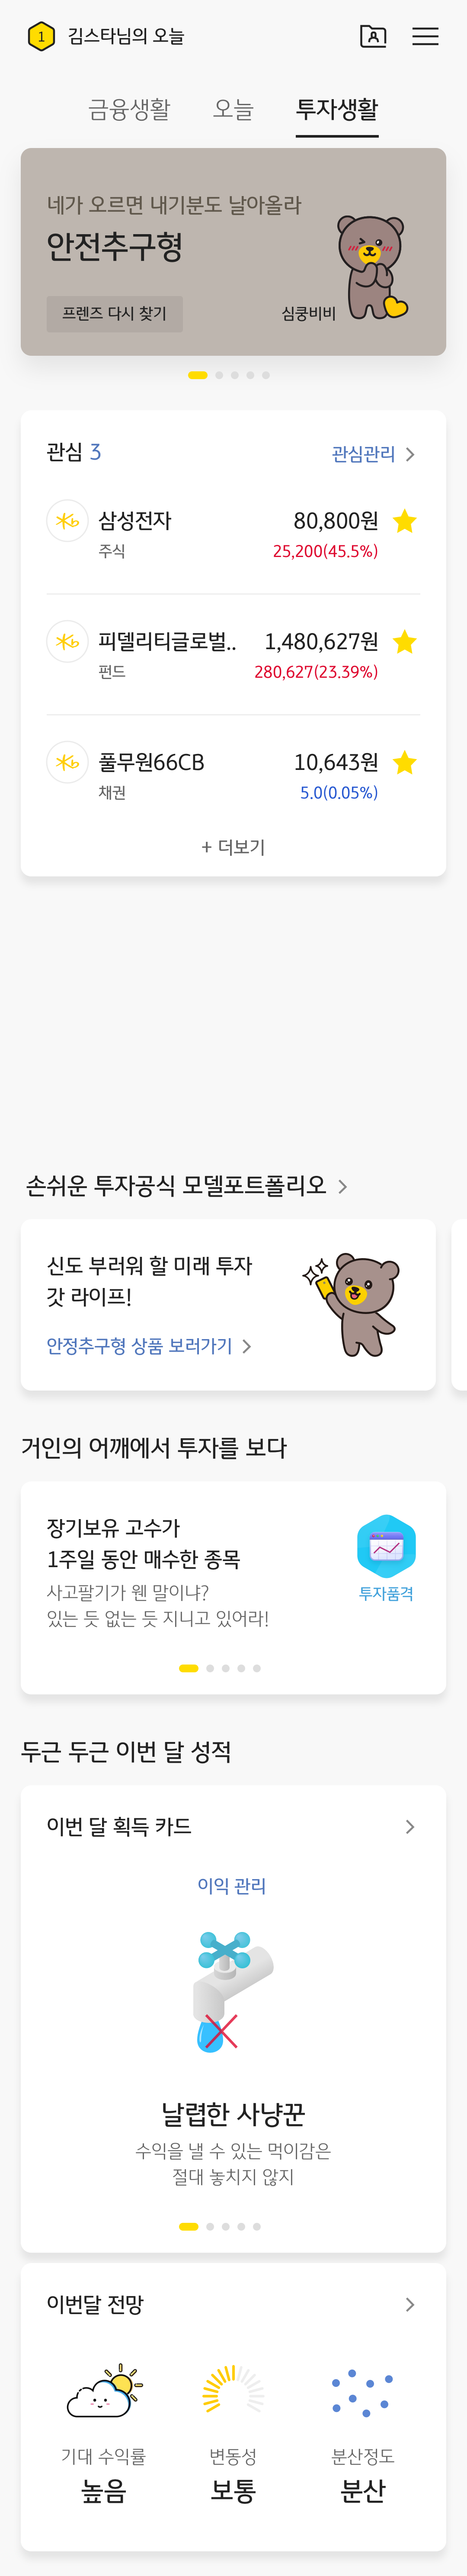 1 김스타님의 오늘
금융생활 오늘 투자생활
네가 오르면 내기분도 날아올라
안전추구형
프렌즈 다시 찾기
심쿵비비
관심 3
관심관리
삼성전자 80,800원
주식 25,200(45.5%)
피델리티글로벌.. 1,480,627원
펀드 280,627(23.39%)
풀무원66CB 10,643원
채권 5.0(0.05%)
+ 더보기
손쉬운 투자공식 모델포트폴리오
신도 부러워 할 미래 투자
갓 라이프!
안정추구형 상품 보러가기
거인의 어깨에서 투자를 보다
장기보유 고수가
1주일 동안 매수한 종목
사고팔기가 웬 말이냐?
있는 듯 없는 듯 지니고 있어라!
투자품격
두근 두근 이번 달 성적
이번 달 획득 카드
이익 관리
날렵한 사냥꾼
수익을 낼 수 있는 먹이감은
절대 놓치지 않지
이번달 전망
기대 수익률 변동성 분산정도
높음 보통 분산